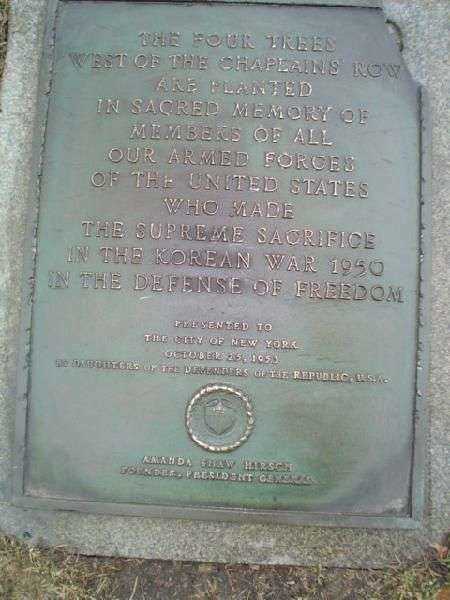 THE FOUR TREES
WEST OF THE CHAPLAINS ROW
ARE PLANTED
IN SACRED MEMORY OF
MEMBERS OF ALL
OUR ARMED FORCES
OF THE UNITED STATES
WHO MADE
THE SUPREME SACRIFICE
IN THE KOREAN WAR 1950
IN THE DEFENSE OF FREEDOM
PRESENTED TO
THE CITY OF NEW YORK
OCTOBER 25, 1953
BY DAUGHTERS OF THE DEFENDERS OF THE REPUBLIC, U.S.A.
AMANDA SHAW HIRSCH
FOUNDER, PRESIDENT GENERAL